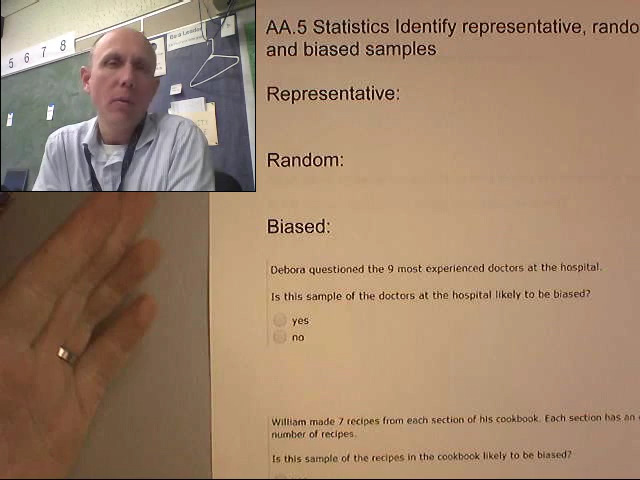 5 6 7 8
Be a Leader
AA.5 Statistics Identify representative, rando
and biased samples
Representative:
Random:
Biased:
Debora questioned the 9 most experienced doctors at the hospital.
Is this sample of the doctors at the hospital likely to be biased?
yes
no
William made 7 recipes from each section of his cookbook. Each section has an
number of recipes.
Is this sample of the recipes in the cookbook likely to be biased?